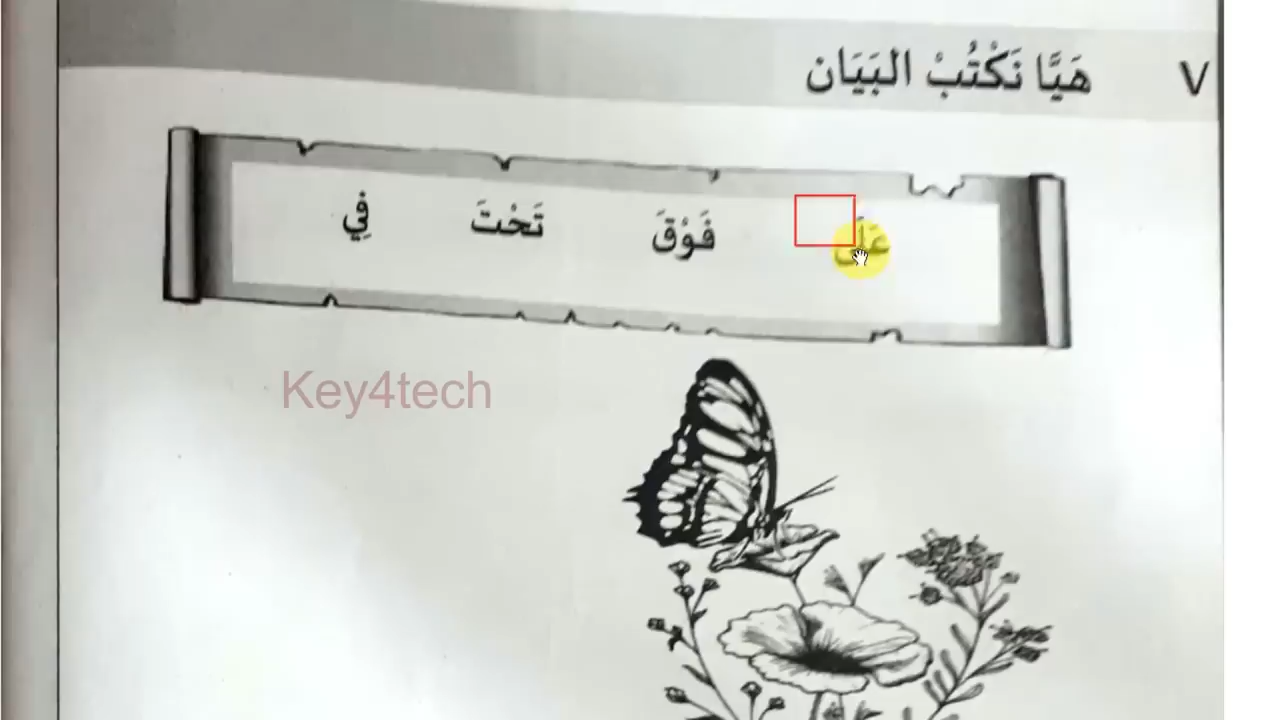 ٧ هَيَّا نَكْتُبْ البَيَان
عَلَى فَوْقَ تَحْتَ فِي
Key4tech